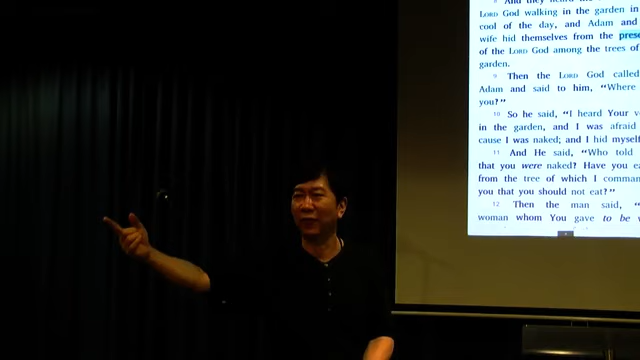 8 And they heard the
LORD God walking in the garden in
cool of the day, and Adam and
wife hid themselves from the pres
of the LORD God among the trees of
garden.
9 Then the LORD God called
Adam and said to him, “Where
you?”
10 So he said, “I heard Your v
in the garden, and I was afraid
cause I was naked; and I hid myself
11 And He said, “Who told
that you were naked? Have you ea
from the tree of which I comman
you that you should not eat?”
12 Then the man said, “
woman whom You gave to be w